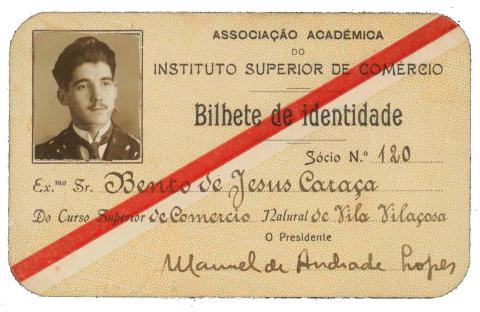 ASSOCIAÇÃO ACADÉMICA
DO
INSTITUTO SUPERIOR DE COMÉRCIO
Bilhete de identidade
Sócio N.º 120
Ex.mo Sr. Bento de Jesus Caraça
Do Curso Superior de Comercio Natural de Vila Viçosa
O Presidente
Manuel de Andrade Lopes